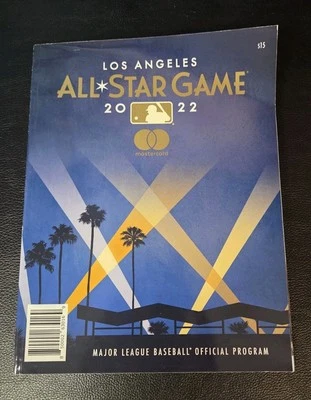 $15
LOS ANGELES
ALL★STAR GAME
20 22
mastercard
MAJOR LEAGUE BASEBALL® OFFICIAL PROGRAM